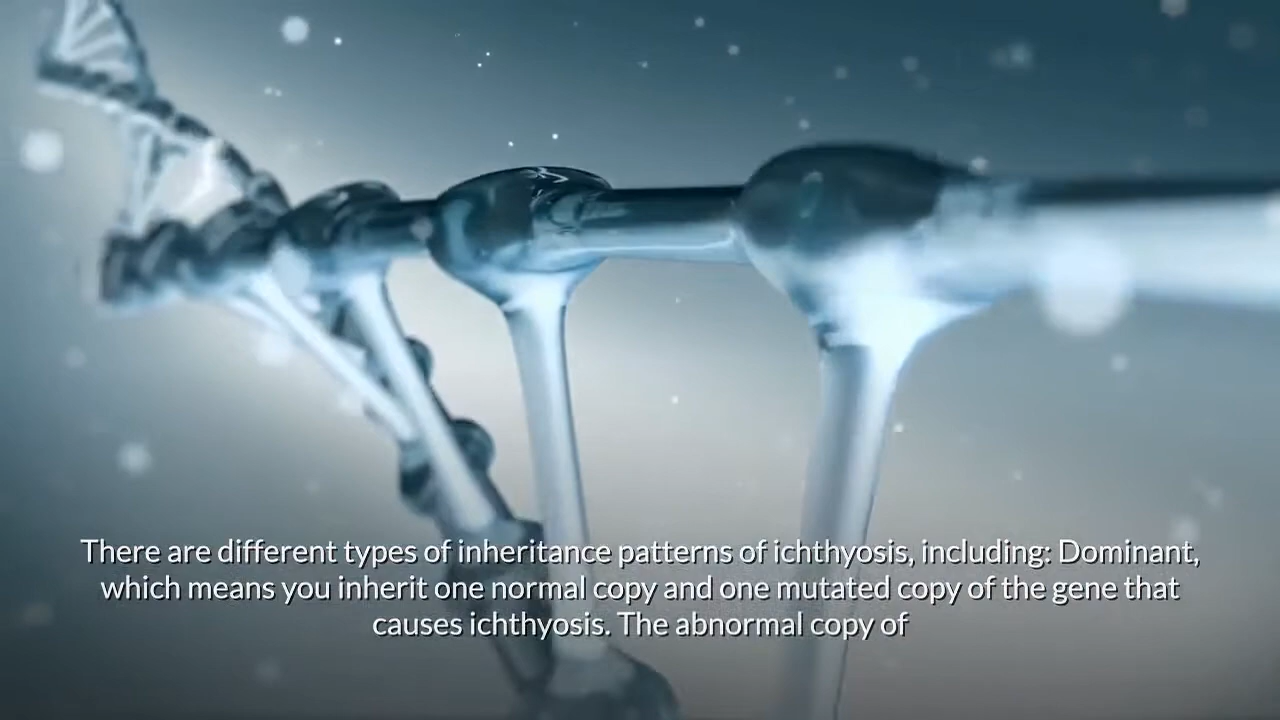 There are different types of inheritance patterns of ichthyosis, including: Dominant,
which means you inherit one normal copy and one mutated copy of the gene that
causes ichthyosis. The abnormal copy of